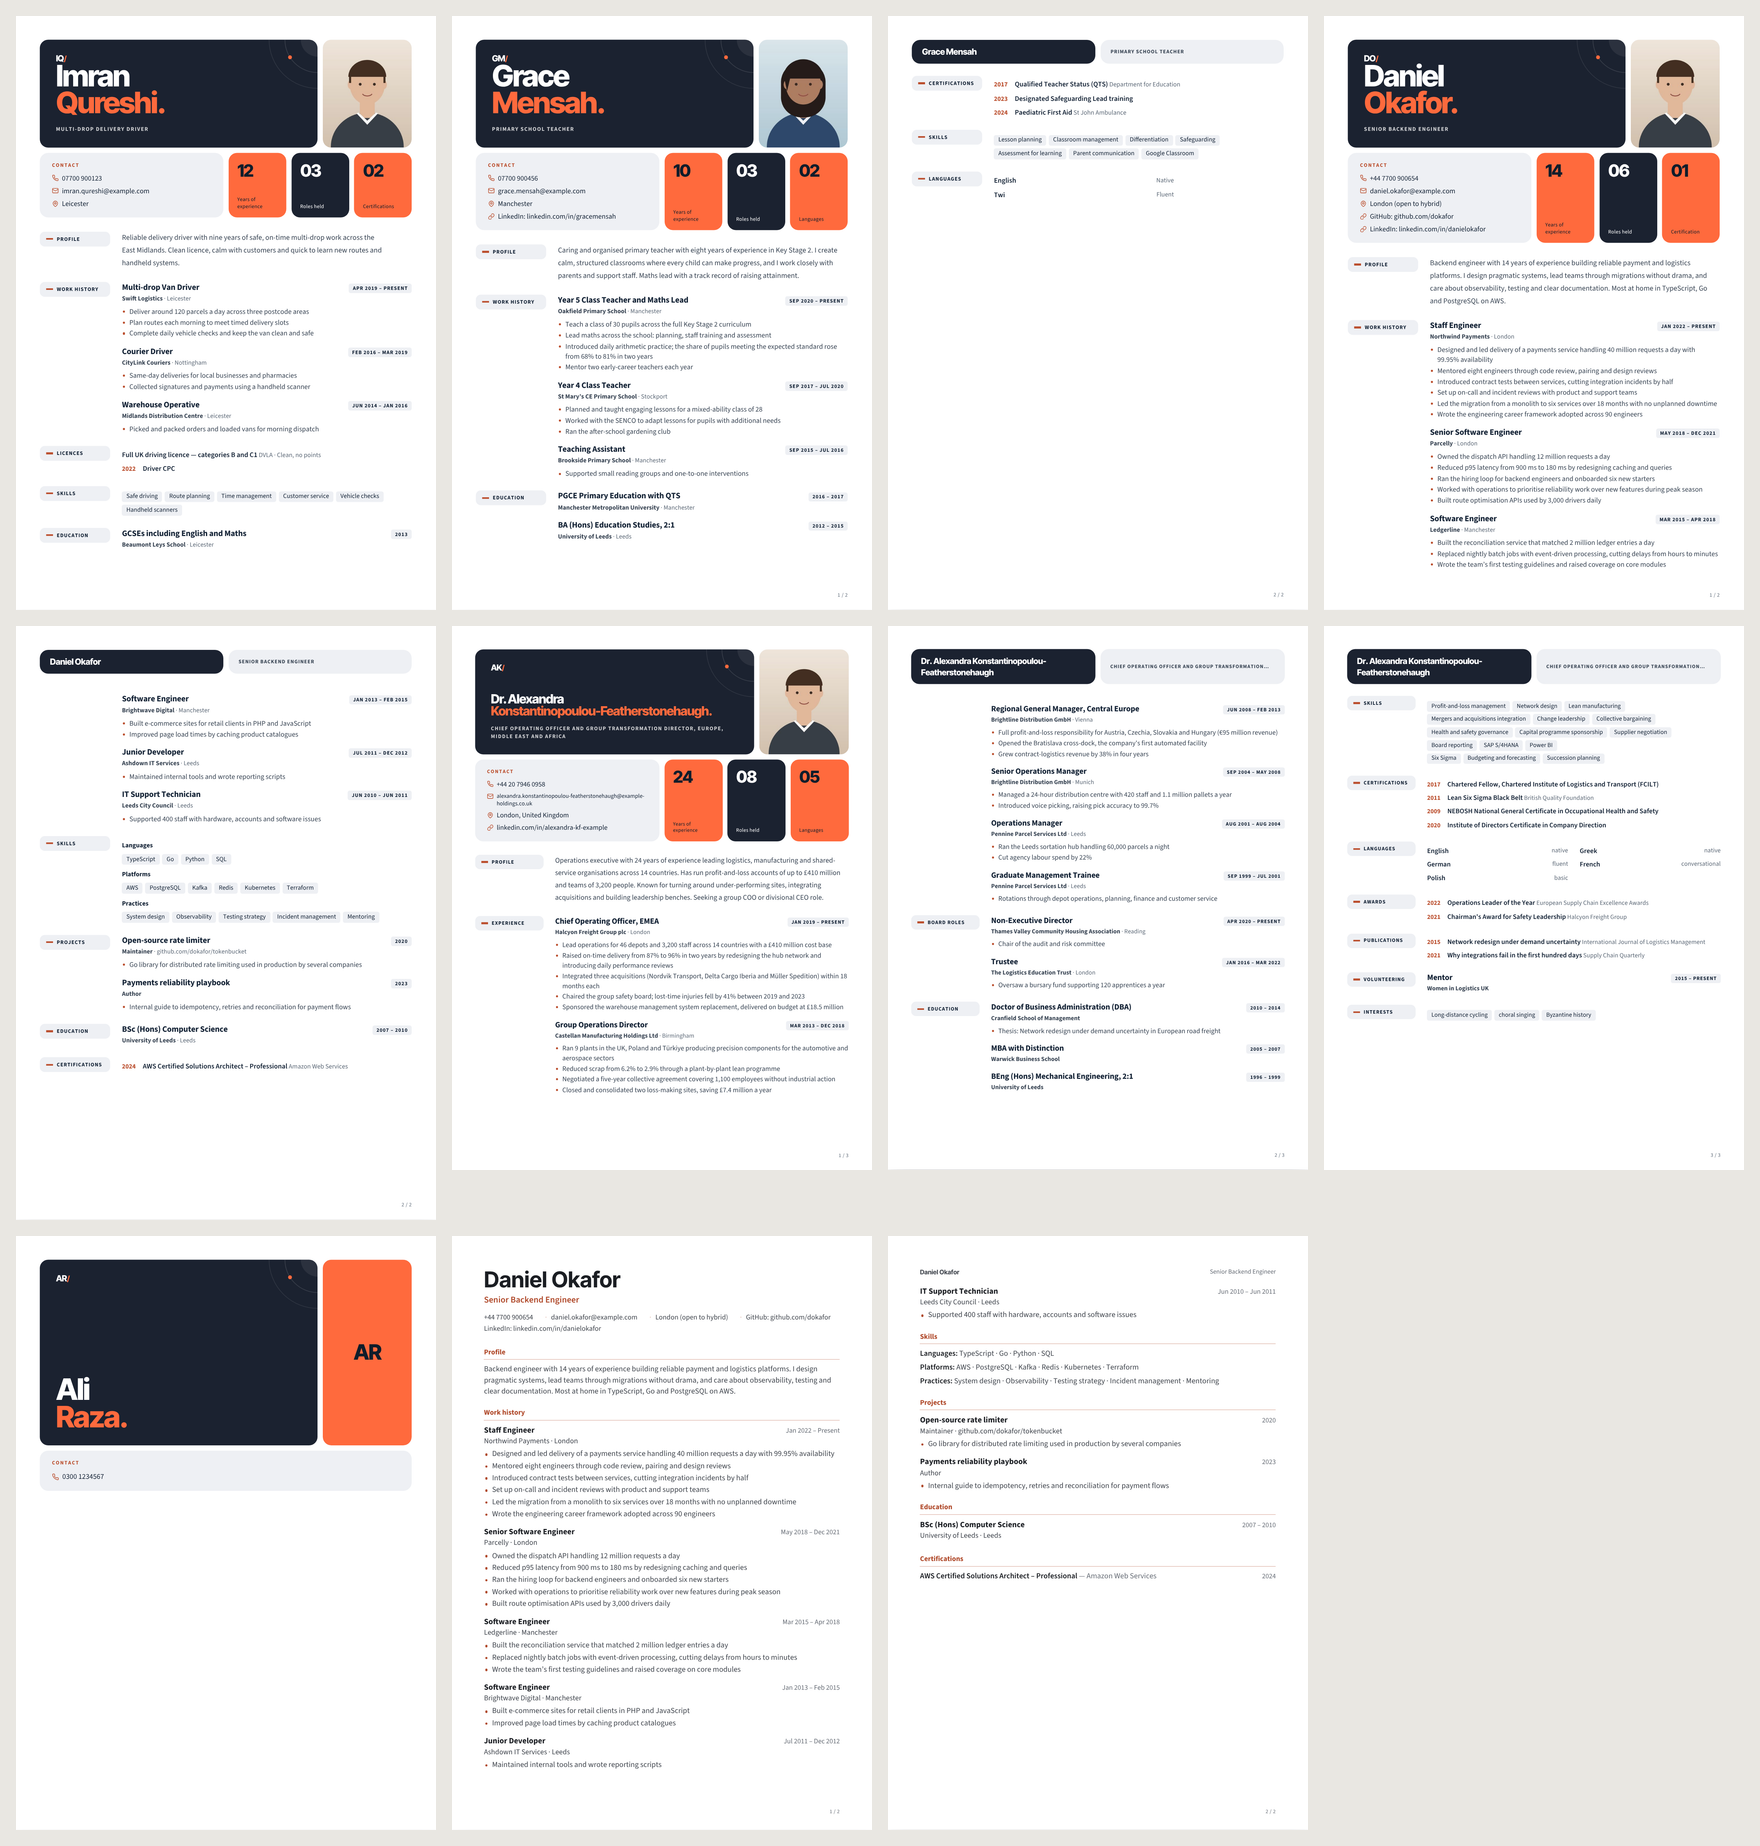 IQ/
Imran
Qureshi.
MULTI-DROP DELIVERY DRIVER
CONTACT
07700 900123
imran.qureshi@example.com
Leicester
12
Years of
experience
03
Roles held
02
Certifications
PROFILE
Reliable delivery driver with nine years of safe, on-time multi-drop work across the
East Midlands. Clean licence, calm with customers and quick to learn new routes and
handheld systems.
WORK HISTORY
Multi-drop Van Driver
APR 2019 – PRESENT
Swift Logistics · Leicester
• Deliver around 120 parcels a day across three postcode areas
• Plan routes each morning to meet timed delivery slots
• Complete daily vehicle checks and keep the van clean and safe
Courier Driver
FEB 2016 – MAR 2019
CityLink Couriers · Nottingham
• Same-day deliveries for local businesses and pharmacies
• Collected signatures and payments using a handheld scanner
Warehouse Operative
JUN 2014 – JAN 2016
Midlands Distribution Centre · Leicester
• Picked and packed orders and loaded vans for morning dispatch
LICENCES
Full UK driving licence — categories B and C1 DVLA · Clean, no points
2022 Driver CPC
SKILLS
Safe driving Route planning Time management Customer service Vehicle checks
Handheld scanners
EDUCATION
GCSEs including English and Maths
2013
Beaumont Leys School · Leicester
GM/
Grace
Mensah.
PRIMARY SCHOOL TEACHER
CONTACT
07700 900456
grace.mensah@example.com
Manchester
LinkedIn: linkedin.com/in/gracemensah
10
Years of
experience
03
Roles held
02
Languages
PROFILE
Caring and organised primary teacher with eight years of experience in Key Stage 2. I create
calm, structured classrooms where every child can make progress, and I work closely with
parents and support staff. Maths lead with a track record of raising attainment.
WORK HISTORY
Year 5 Class Teacher and Maths Lead
SEP 2020 – PRESENT
Oakfield Primary School · Manchester
• Teach a class of 30 pupils across the full Key Stage 2 curriculum
• Lead maths across the school: planning, staff training and assessment
• Introduced daily arithmetic practice; the share of pupils meeting the expected standard rose
from 68% to 81% in two years
• Mentor two early-career teachers each year
Year 4 Class Teacher
SEP 2017 – JUL 2020
St Mary's CE Primary School · Stockport
• Planned and taught engaging lessons for a mixed-ability class of 28
• Worked with the SENCO to adapt lessons for pupils with additional needs
• Ran the after-school gardening club
Teaching Assistant
SEP 2015 – JUL 2016
Brookside Primary School · Manchester
• Supported small reading groups and one-to-one interventions
EDUCATION
PGCE Primary Education with QTS
2016 – 2017
Manchester Metropolitan University · Manchester
BA (Hons) Education Studies, 2:1
2012 – 2015
University of Leeds · Leeds
1 / 2
Grace Mensah
PRIMARY SCHOOL TEACHER
CERTIFICATIONS
2017 Qualified Teacher Status (QTS) Department for Education
2023 Designated Safeguarding Lead training
2024 Paediatric First Aid St John Ambulance
SKILLS
Lesson planning Classroom management Differentiation Safeguarding
Assessment for learning Parent communication Google Classroom
LANGUAGES
English Native
Twi Fluent
2 / 2
DO/
Daniel
Okafor.
SENIOR BACKEND ENGINEER
CONTACT
+44 7700 900654
daniel.okafor@example.com
London (open to hybrid)
GitHub: github.com/dokafor
LinkedIn: linkedin.com/in/danielokafor
14
Years of
experience
06
Roles held
01
Certification
PROFILE
Backend engineer with 14 years of experience building reliable payment and logistics
platforms. I design pragmatic systems, lead teams through migrations without drama, and
care about observability, testing and clear documentation. Most at home in TypeScript, Go
and PostgreSQL on AWS.
WORK HISTORY
Staff Engineer
JAN 2022 – PRESENT
Northwind Payments · London
• Designed and led delivery of a payments service handling 40 million requests a day with
99.95% availability
• Mentored eight engineers through code review, pairing and design reviews
• Introduced contract tests between services, cutting integration incidents by half
• Set up on-call and incident reviews with product and support teams
• Led the migration from a monolith to six services over 18 months with no unplanned downtime
• Wrote the engineering career framework adopted across 90 engineers
Senior Software Engineer
MAY 2018 – DEC 2021
Parcelly · London
• Owned the dispatch API handling 12 million requests a day
• Reduced p95 latency from 900 ms to 180 ms by redesigning caching and queries
• Ran the hiring loop for backend engineers and onboarded six new starters
• Worked with operations to prioritise reliability work over new features during peak season
• Built route optimisation APIs used by 3,000 drivers daily
Software Engineer
MAR 2015 – APR 2018
Ledgerline · Manchester
• Built the reconciliation service that matched 2 million ledger entries a day
• Replaced nightly batch jobs with event-driven processing, cutting delays from hours to minutes
• Wrote the team's first testing guidelines and raised coverage on core modules
1 / 2
Daniel Okafor
SENIOR BACKEND ENGINEER
Software Engineer
JAN 2013 – FEB 2015
Brightwave Digital · Manchester
• Built e-commerce sites for retail clients in PHP and JavaScript
• Improved page load times by caching product catalogues
Junior Developer
JUL 2011 – DEC 2012
Ashdown IT Services · Leeds
• Maintained internal tools and wrote reporting scripts
IT Support Technician
JUN 2010 – JUN 2011
Leeds City Council · Leeds
• Supported 400 staff with hardware, accounts and software issues
SKILLS
Languages
TypeScript Go Python SQL
Platforms
AWS PostgreSQL Kafka Redis Kubernetes Terraform
Practices
System design Observability Testing strategy Incident management Mentoring
PROJECTS
Open-source rate limiter
2020
Maintainer · github.com/dokafor/tokenbucket
• Go library for distributed rate limiting used in production by several companies
Payments reliability playbook
2023
Author
• Internal guide to idempotency, retries and reconciliation for payment flows
EDUCATION
BSc (Hons) Computer Science
2007 – 2010
University of Leeds · Leeds
CERTIFICATIONS
2024 AWS Certified Solutions Architect – Professional Amazon Web Services
2 / 2
AK/
Dr. Alexandra
Konstantinopoulou-Featherstonehaugh.
CHIEF OPERATING OFFICER AND GROUP TRANSFORMATION DIRECTOR, EUROPE,
MIDDLE EAST AND AFRICA
CONTACT
+44 20 7946 0958
alexandra.konstantinopoulou-featherstonehaugh@example-
holdings.co.uk
London, United Kingdom
linkedin.com/in/alexandra-kf-example
24
Years of
experience
08
Roles held
05
Languages
PROFILE
Operations executive with 24 years of experience leading logistics, manufacturing and shared-
service organisations across 14 countries. Has run profit-and-loss accounts of up to £410 million
and teams of 3,200 people. Known for turning around under-performing sites, integrating
acquisitions and building leadership benches. Seeking a group COO or divisional CEO role.
EXPERIENCE
Chief Operating Officer, EMEA
JAN 2019 – PRESENT
Halcyon Freight Group plc · London
• Lead operations for 46 depots and 3,200 staff across 14 countries with a £410 million cost base
• Raised on-time delivery from 87% to 96% in two years by redesigning the hub network and
introducing daily performance reviews
• Integrated three acquisitions (Nordvik Transport, Delta Cargo Iberia and Müller Spedition) within 18
months each
• Chaired the group safety board; lost-time injuries fell by 41% between 2019 and 2023
• Sponsored the warehouse management system replacement, delivered on budget at £18.5 million
Group Operations Director
MAR 2013 – DEC 2018
Castellan Manufacturing Holdings Ltd · Birmingham
• Ran 9 plants in the UK, Poland and Türkiye producing precision components for the automotive and
aerospace sectors
• Reduced scrap from 6.2% to 2.9% through a plant-by-plant lean programme
• Negotiated a five-year collective agreement covering 1,100 employees without industrial action
• Closed and consolidated two loss-making sites, saving £7.4 million a year
1 / 3
Dr. Alexandra Konstantinopoulou-
Featherstonehaugh
CHIEF OPERATING OFFICER AND GROUP TRANSFORMATION...
Regional General Manager, Central Europe
JUN 2008 – FEB 2013
Brightline Distribution GmbH · Vienna
• Full profit-and-loss responsibility for Austria, Czechia, Slovakia and Hungary (€95 million revenue)
• Opened the Bratislava cross-dock, the company's first automated facility
• Grew contract-logistics revenue by 38% in four years
Senior Operations Manager
SEP 2004 – MAY 2008
Brightline Distribution GmbH · Munich
• Managed a 24-hour distribution centre with 420 staff and 1.1 million pallets a year
• Introduced voice picking, raising pick accuracy to 99.7%
Operations Manager
AUG 2001 – AUG 2004
Pennine Parcel Services Ltd · Leeds
• Ran the Leeds sortation hub handling 60,000 parcels a night
• Cut agency labour spend by 22%
Graduate Management Trainee
SEP 1999 – JUL 2001
Pennine Parcel Services Ltd · Leeds
• Rotations through depot operations, planning, finance and customer service
BOARD ROLES
Non-Executive Director
APR 2020 – PRESENT
Thames Valley Community Housing Association · Reading
• Chair of the audit and risk committee
Trustee
JAN 2016 – MAR 2022
The Logistics Education Trust · London
• Oversaw a bursary fund supporting 120 apprentices a year
EDUCATION
Doctor of Business Administration (DBA)
2010 – 2014
Cranfield School of Management
• Thesis: Network redesign under demand uncertainty in European road freight
MBA with Distinction
2005 – 2007
Warwick Business School
BEng (Hons) Mechanical Engineering, 2:1
1996 – 1999
University of Leeds
2 / 3
Dr. Alexandra Konstantinopoulou-
Featherstonehaugh
CHIEF OPERATING OFFICER AND GROUP TRANSFORMATION...
SKILLS
Profit-and-loss management Network design Lean manufacturing
Mergers and acquisitions integration Change leadership Collective bargaining
Health and safety governance Capital programme sponsorship Supplier negotiation
Board reporting SAP S/4HANA Power BI
Six Sigma Budgeting and forecasting Succession planning
CERTIFICATIONS
2017 Chartered Fellow, Chartered Institute of Logistics and Transport (FCILT)
2011 Lean Six Sigma Black Belt British Quality Foundation
2009 NEBOSH National General Certificate in Occupational Health and Safety
2020 Institute of Directors Certificate in Company Direction
LANGUAGES
English native Greek native
German fluent French conversational
Polish basic
AWARDS
2022 Operations Leader of the Year European Supply Chain Excellence Awards
2021 Chairman's Award for Safety Leadership Halcyon Freight Group
PUBLICATIONS
2015 Network redesign under demand uncertainty International Journal of Logistics Management
2021 Why integrations fail in the first hundred days Supply Chain Quarterly
VOLUNTEERING
Mentor
2015 – PRESENT
Women in Logistics UK
INTERESTS
Long-distance cycling choral singing Byzantine history
3 / 3
AR/
Ali
Raza.
AR
CONTACT
0300 1234567
Daniel Okafor
Senior Backend Engineer
+44 7700 900654 daniel.okafor@example.com London (open to hybrid) GitHub: github.com/dokafor
LinkedIn: linkedin.com/in/danielokafor
Profile
Backend engineer with 14 years of experience building reliable payment and logistics platforms. I design
pragmatic systems, lead teams through migrations without drama, and care about observability, testing and
clear documentation. Most at home in TypeScript, Go and PostgreSQL on AWS.
Work history
Staff Engineer
Jan 2022 – Present
Northwind Payments · London
• Designed and led delivery of a payments service handling 40 million requests a day with 99.95% availability
• Mentored eight engineers through code review, pairing and design reviews
• Introduced contract tests between services, cutting integration incidents by half
• Set up on-call and incident reviews with product and support teams
• Led the migration from a monolith to six services over 18 months with no unplanned downtime
• Wrote the engineering career framework adopted across 90 engineers
Senior Software Engineer
May 2018 – Dec 2021
Parcelly · London
• Owned the dispatch API handling 12 million requests a day
• Reduced p95 latency from 900 ms to 180 ms by redesigning caching and queries
• Ran the hiring loop for backend engineers and onboarded six new starters
• Worked with operations to prioritise reliability work over new features during peak season
• Built route optimisation APIs used by 3,000 drivers daily
Software Engineer
Mar 2015 – Apr 2018
Ledgerline · Manchester
• Built the reconciliation service that matched 2 million ledger entries a day
• Replaced nightly batch jobs with event-driven processing, cutting delays from hours to minutes
• Wrote the team's first testing guidelines and raised coverage on core modules
Software Engineer
Jan 2013 – Feb 2015
Brightwave Digital · Manchester
• Built e-commerce sites for retail clients in PHP and JavaScript
• Improved page load times by caching product catalogues
Junior Developer
Jul 2011 – Dec 2012
Ashdown IT Services · Leeds
• Maintained internal tools and wrote reporting scripts
1 / 2
Daniel Okafor
Senior Backend Engineer
IT Support Technician
Jun 2010 – Jun 2011
Leeds City Council · Leeds
• Supported 400 staff with hardware, accounts and software issues
Skills
Languages: TypeScript · Go · Python · SQL
Platforms: AWS · PostgreSQL · Kafka · Redis · Kubernetes · Terraform
Practices: System design · Observability · Testing strategy · Incident management · Mentoring
Projects
Open-source rate limiter
2020
Maintainer · github.com/dokafor/tokenbucket
• Go library for distributed rate limiting used in production by several companies
Payments reliability playbook
2023
Author
• Internal guide to idempotency, retries and reconciliation for payment flows
Education
BSc (Hons) Computer Science
2007 – 2010
University of Leeds · Leeds
Certifications
AWS Certified Solutions Architect – Professional — Amazon Web Services
2024
2 / 2